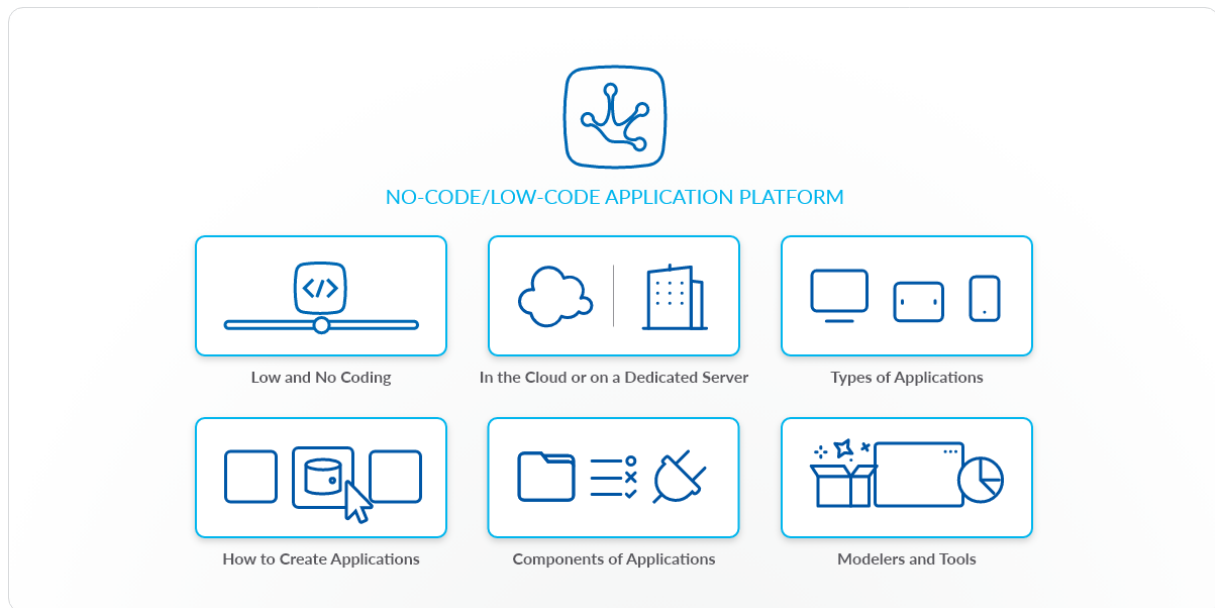 NO-CODE/LOW-CODE APPLICATION PLATFORM
Low and No Coding
In the Cloud or on a Dedicated Server
Types of Applications
How to Create Applications
Components of Applications
Modelers and Tools